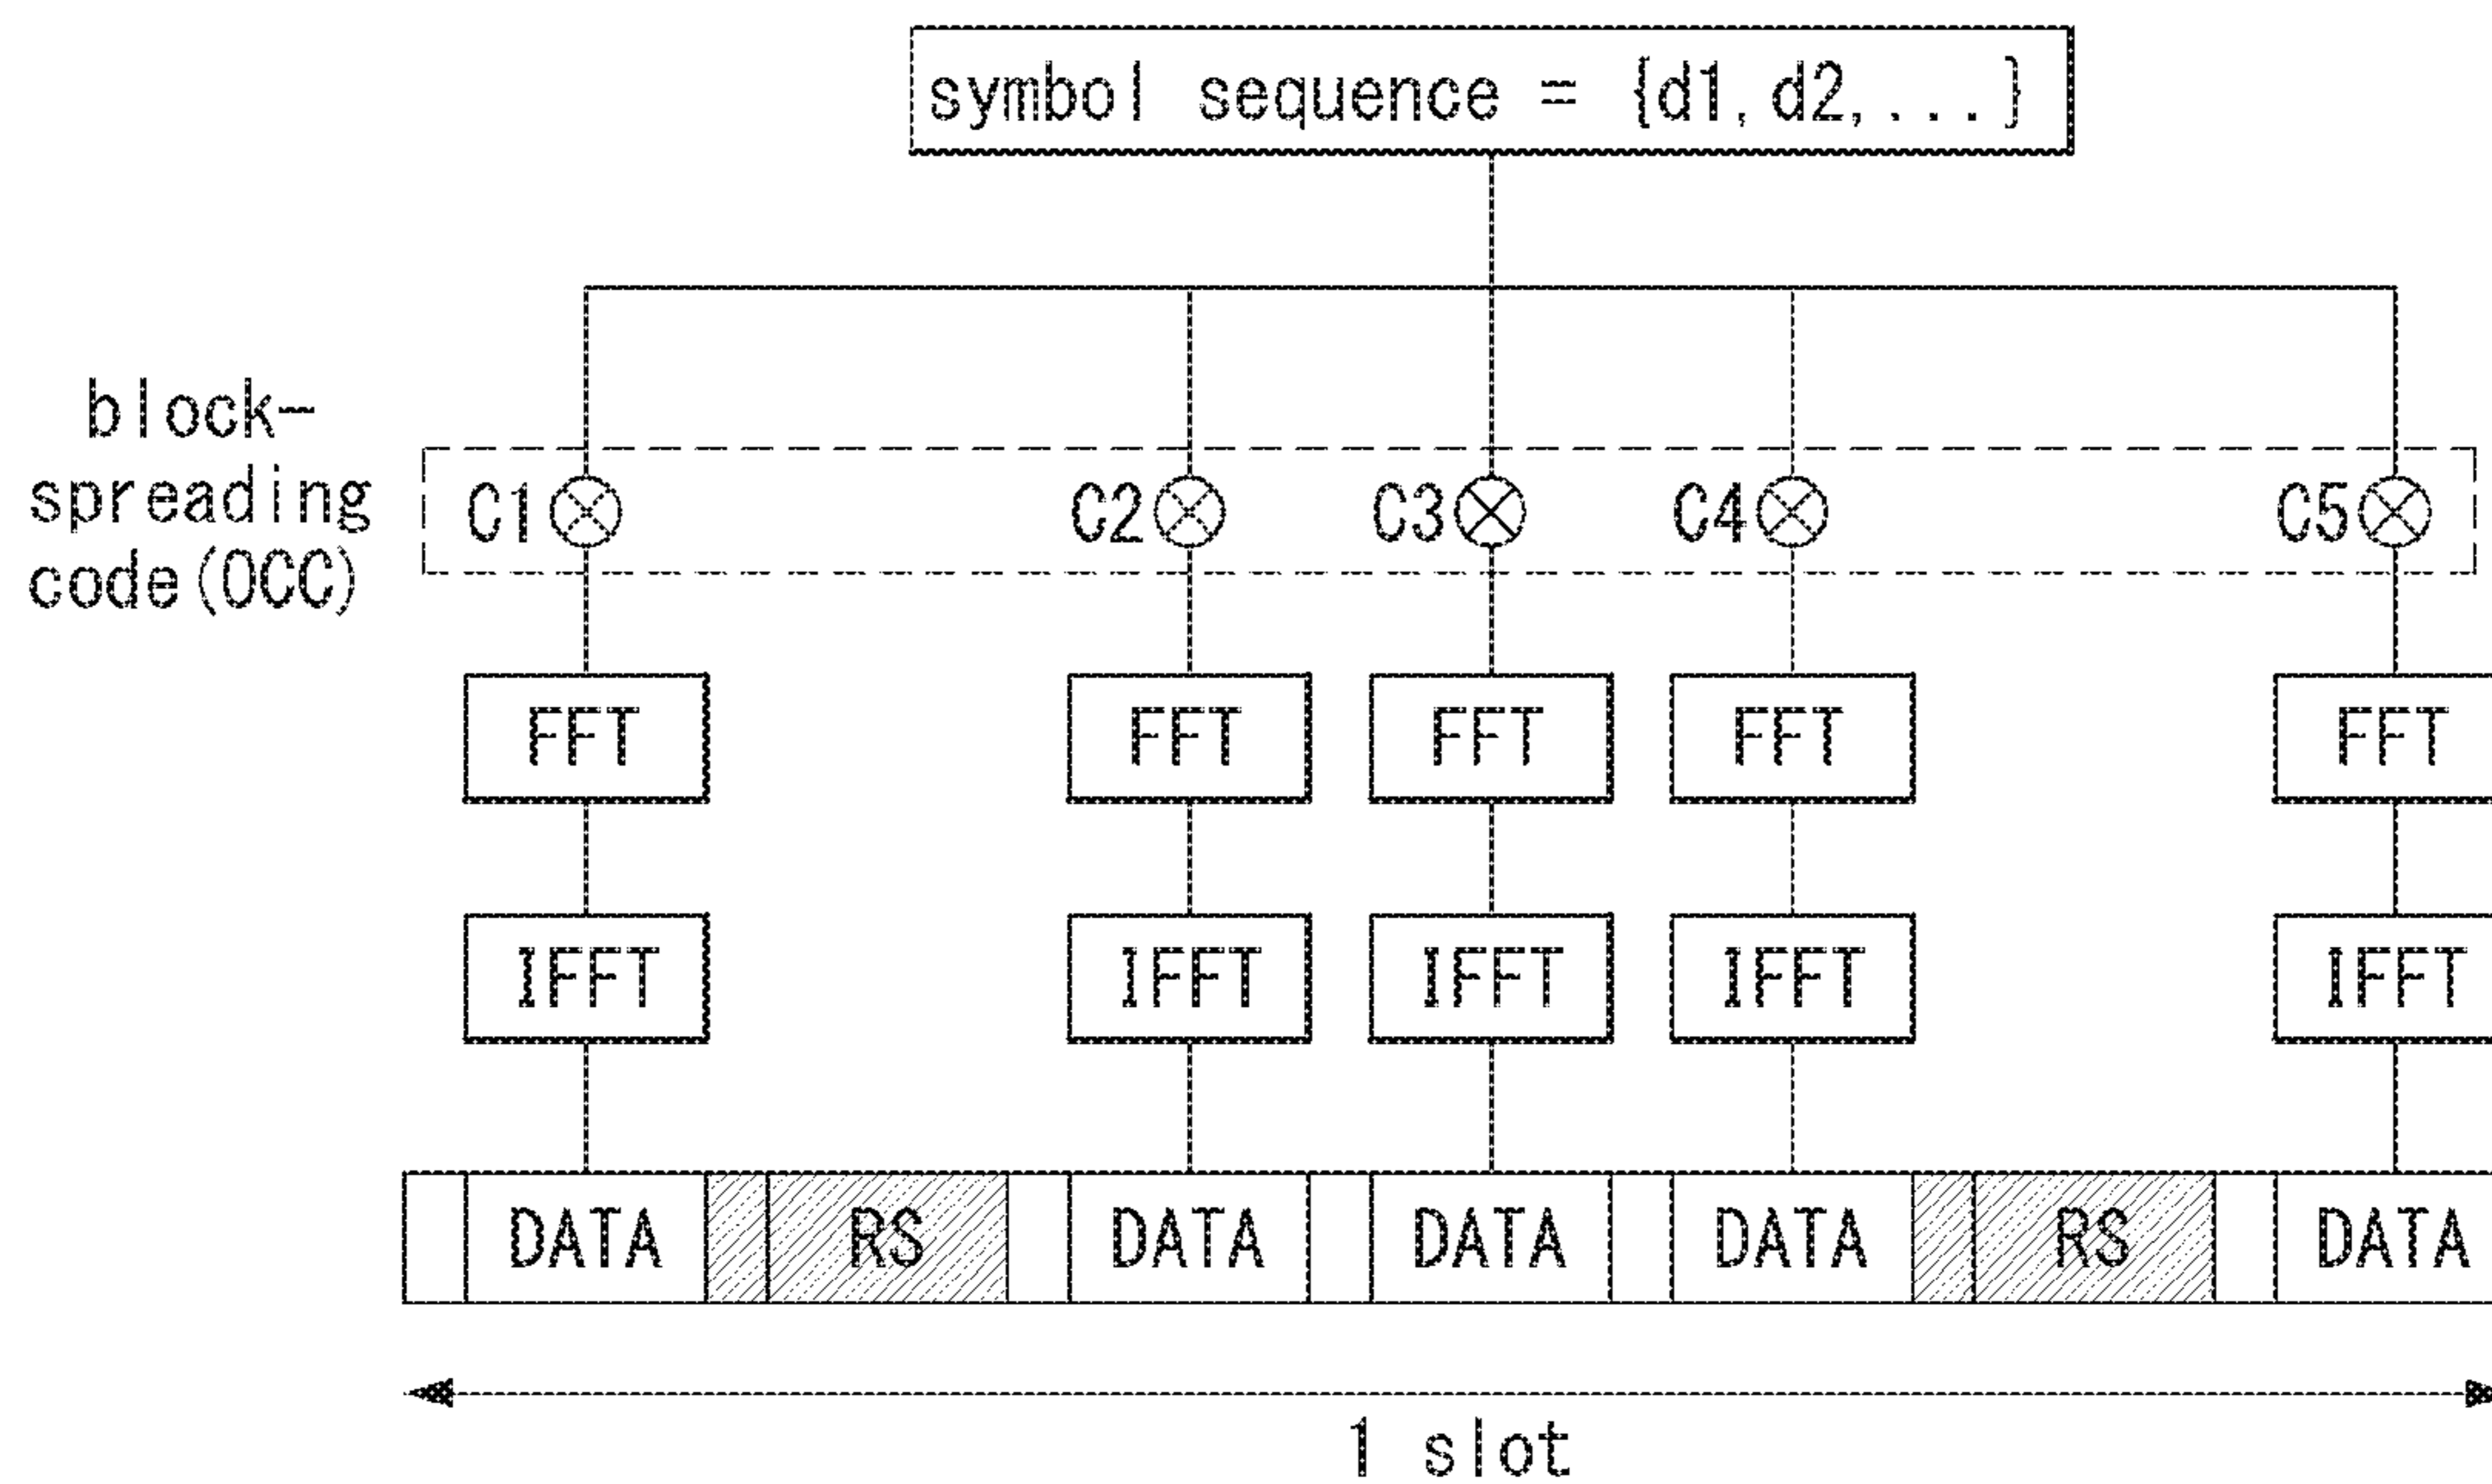 symbol sequence = {d1, d2, ...}
block-
spreading
code(OCC)
C1 C2 C3 C4 C5
FFT FFT FFT FFT FFT
IFFT IFFT IFFT IFFT IFFT
DATA RS DATA DATA DATA RS DATA
1 slot